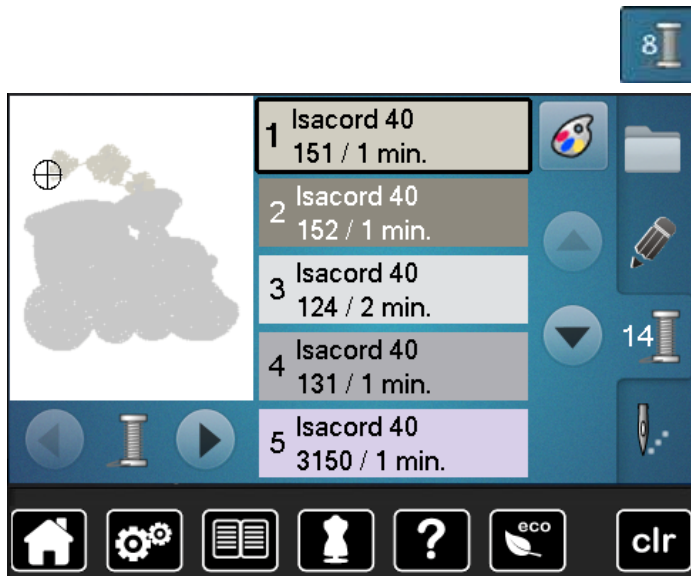 8
1 Isacord 40
151 / 1 min.
2 Isacord 40
152 / 1 min.
3 Isacord 40
124 / 2 min.
14
4 Isacord 40
131 / 1 min.
5 Isacord 40
3150 / 1 min.
?
eco
clr